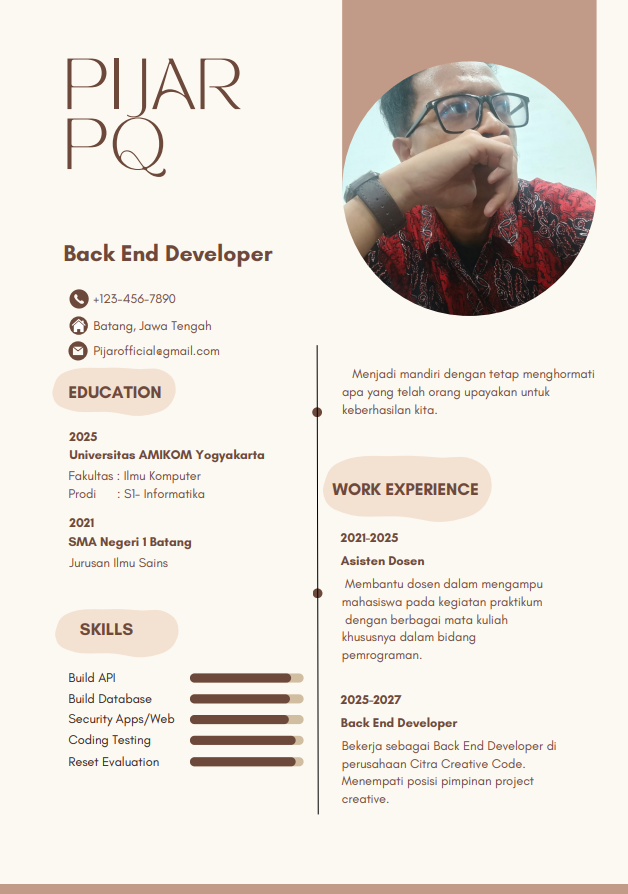 PIJAR
PQ
Back End Developer
+123-456-7890
Batang, Jawa Tengah
Pijarofficial@gmail.com
EDUCATION
2025
Universitas AMIKOM Yogyakarta
Fakultas : Ilmu Komputer
Prodi : S1- Informatika
2021
SMA Negeri 1 Batang
Jurusan Ilmu Sains
SKILLS
Build API
Build Database
Security Apps/Web
Coding Testing
Reset Evaluation
Menjadi mandiri dengan tetap menghormati
apa yang telah orang upayakan untuk
keberhasilan kita.
WORK EXPERIENCE
2021-2025
Asisten Dosen
Membantu dosen dalam mengampu
mahasiswa pada kegiatan praktikum
dengan berbagai mata kuliah
khususnya dalam bidang
pemrograman.
2025-2027
Back End Developer
Bekerja sebagai Back End Developer di
perusahaan Citra Creative Code.
Menempati posisi pimpinan project
creative.